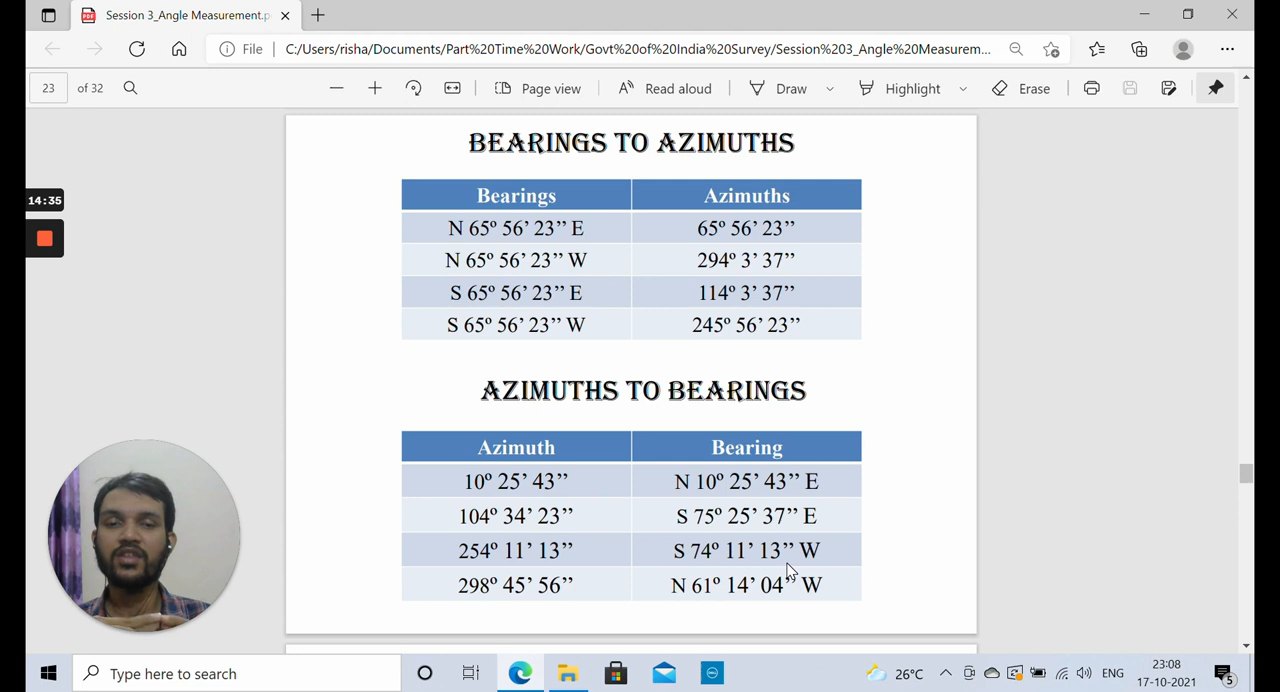 Session 3_Angle Measurement.p
File
C:/Users/risha/Documents/Part%20Time%20Work/Govt%20of%20India%20Survey/Session%203_Angle%20Measurem...
23 of 32
Page view
Read aloud
Draw
Highlight
Erase
BEARINGS TO AZIMUTHS
Bearings Azimuths
N 65º 56’ 23’’ E 65º 56’ 23’’
N 65º 56’ 23’’ W 294º 3’ 37’’
S 65º 56’ 23’’ E 114º 3’ 37’’
S 65º 56’ 23’’ W 245º 56’ 23’’
14:35
AZIMUTHS TO BEARINGS
Azimuth Bearing
10º 25’ 43’’ N 10º 25’ 43’’ E
104º 34’ 23’’ S 75º 25’ 37’’ E
254º 11’ 13’’ S 74º 11’ 13’’ W
298º 45’ 56’’ N 61º 14’ 04’’ W
Type here to search
26°C
ENG
23:08
17-10-2021
5